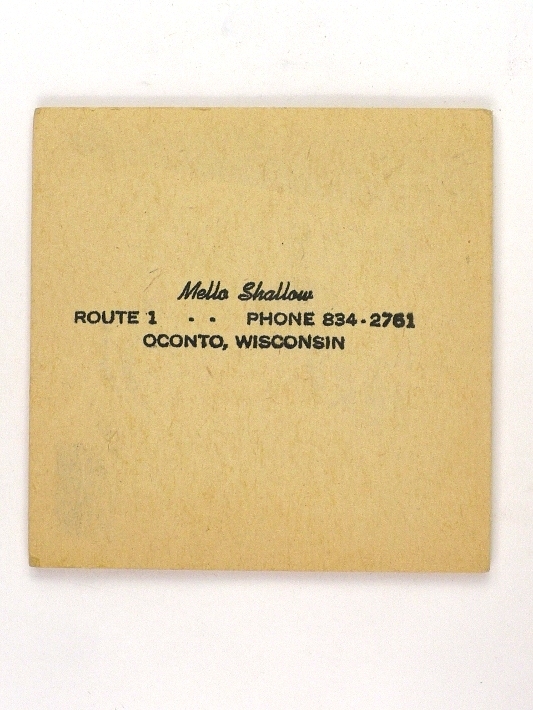 Mello Shallow
ROUTE 1 - - PHONE 834-2761
OCONTO, WISCONSIN